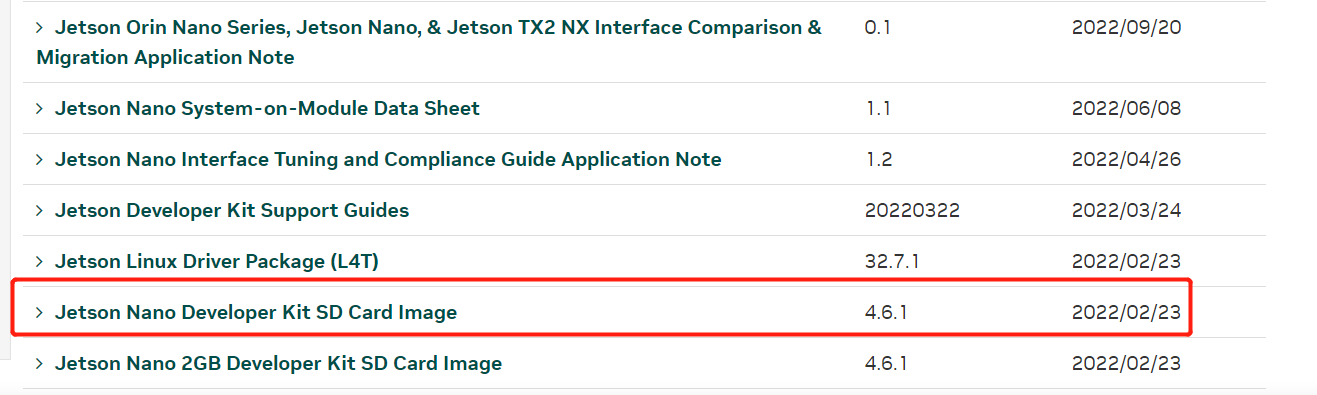 > Jetson Orin Nano Series, Jetson Nano, & Jetson TX2 NX Interface Comparison & 0.1 2022/09/20
Migration Application Note
> Jetson Nano System-on-Module Data Sheet 1.1 2022/06/08
> Jetson Nano Interface Tuning and Compliance Guide Application Note 1.2 2022/04/26
> Jetson Developer Kit Support Guides 20220322 2022/03/24
> Jetson Linux Driver Package (L4T) 32.7.1 2022/02/23
> Jetson Nano Developer Kit SD Card Image 4.6.1 2022/02/23
> Jetson Nano 2GB Developer Kit SD Card Image 4.6.1 2022/02/23